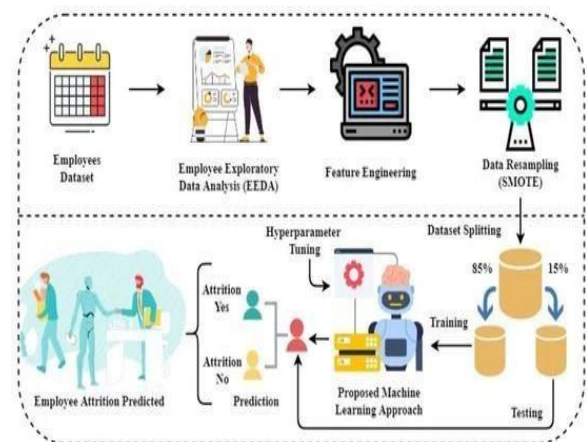 Employees
Dataset
Employee Exploratory
Data Analysis (EEDA)
Feature Engineering
Data Resampling
(SMOTE)
Dataset Splitting
85%
15%
Training
Testing
Hyperparameter
Tuning
Proposed Machine
Learning Approach
Attrition
Yes
Attrition
No
Prediction
Employee Attrition Predicted